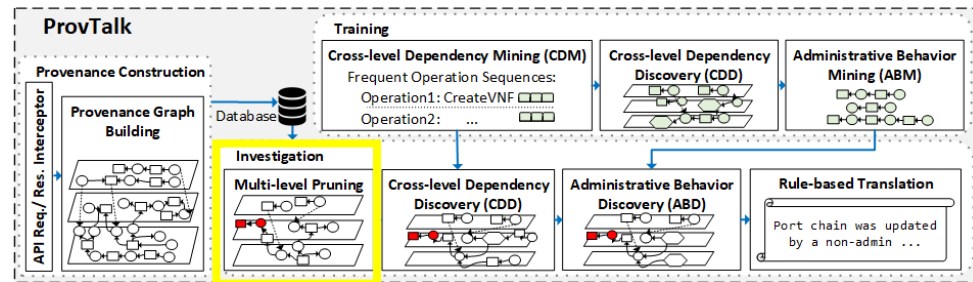 ProvTalk
Provenance Construction
API Req./ Res. Interceptor
Provenance Graph
Building
Database
Training
Cross-level Dependency Mining (CDM)
Frequent Operation Sequences:
Operation1: CreateVNF
Operation2: ...
Cross-level Dependency
Discovery (CDD)
Administrative Behavior
Mining (ABM)
Investigation
Multi-level Pruning
Cross-level Dependency
Discovery (CDD)
Administrative Behavior
Discovery (ABD)
Rule-based Translation
Port chain was updated
by a non-admin ...